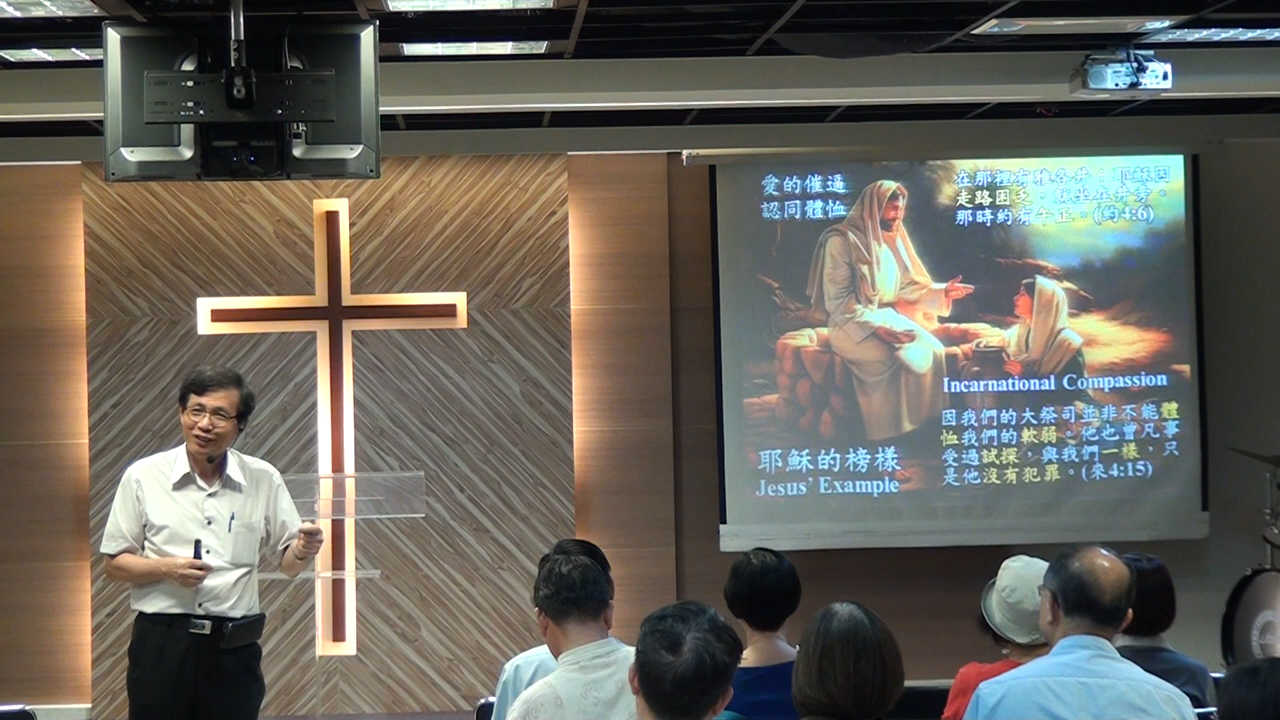 愛的催逼
認同體恤
在那裡有雅各井；耶穌因
走路困乏，就坐在井旁。
那時約有午正。(約4:6)
Incarnational Compassion
因我們的大祭司並非不能體
恤我們的軟弱。他也曾凡事
受過試探，與我們一樣，只
是他沒有犯罪。(來4:15)
耶穌的榜樣
Jesus' Example